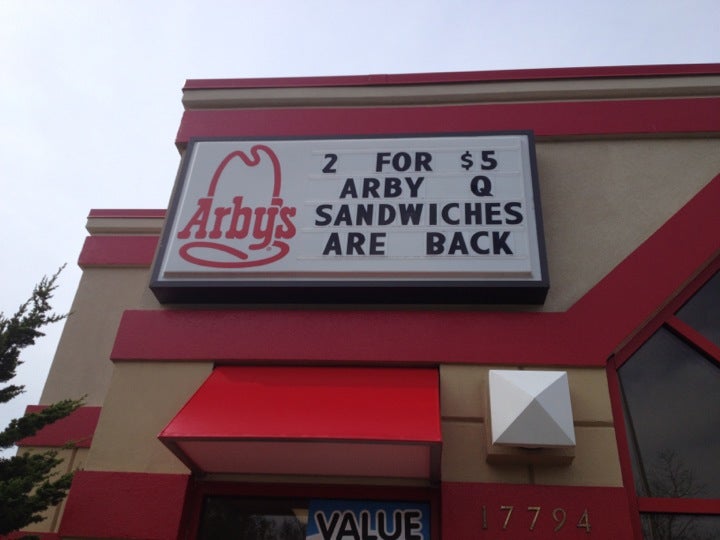 Arby's
2 FOR $5
ARBY Q
SANDWICHES
ARE BACK
VALUE
17794